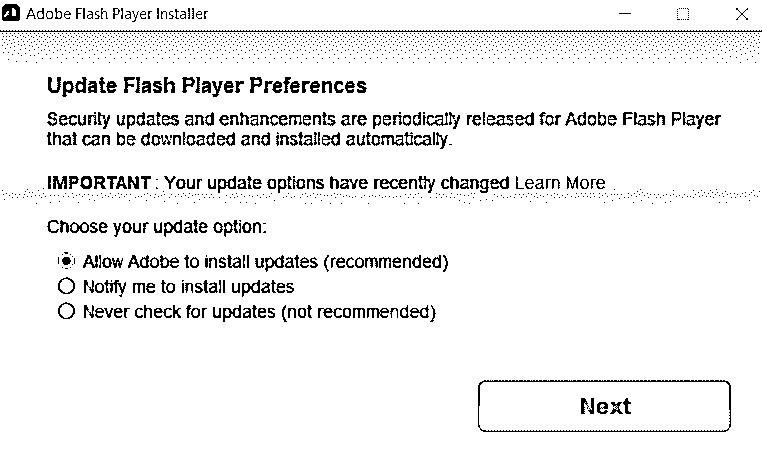 Adobe Flash Player Installer
Update Flash Player Preferences
Security updates and enhancements are periodically released for Adobe Flash Player
that can be downloaded and installed automatically.
IMPORTANT : Your update options have recently changed Learn More
Choose your update option:
Allow Adobe to install updates (recommended)
Notify me to install updates
Never check for updates (not recommended)
Next